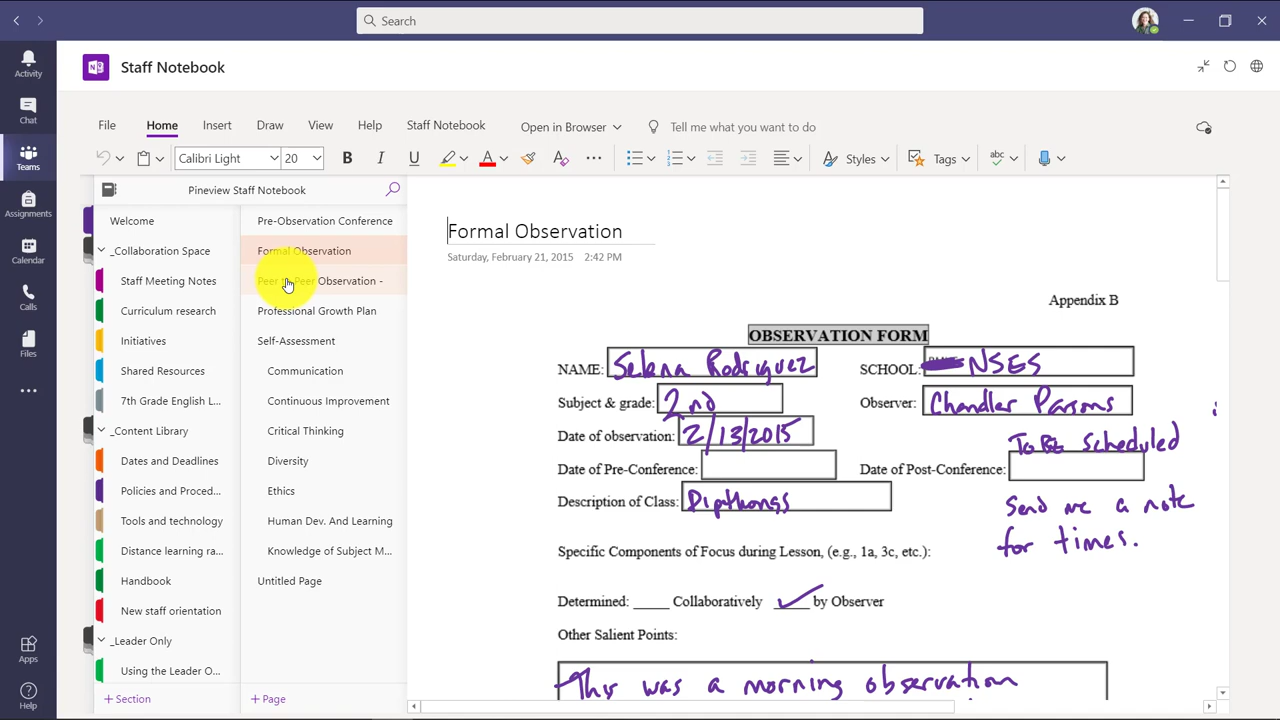 Search
Activity
Chat
Teams
Assignments
Calendar
Calls
Files
Apps
Help
Staff Notebook
File Home Insert Draw View Help Staff Notebook Open in Browser Tell me what you want to do
Calibri Light 20 B I U A Styles Tags abc
Pineview Staff Notebook
Welcome
_Collaboration Space
Staff Meeting Notes
Curriculum research
Initiatives
Shared Resources
7th Grade English L...
_Content Library
Dates and Deadlines
Policies and Proced...
Tools and technology
Distance learning ra...
Handbook
New staff orientation
_Leader Only
Using the Leader O...
+ Section
Pre-Observation Conference
Formal Observation
Peer to Peer Observation -
Professional Growth Plan
Self-Assessment
Communication
Continuous Improvement
Critical Thinking
Diversity
Ethics
Human Dev. And Learning
Knowledge of Subject M...
Untitled Page
+ Page
Formal Observation
Saturday, February 21, 2015 2:42 PM
Appendix B
OBSERVATION FORM
NAME: Selena Rodriguez SCHOOL: NSES
Subject & grade: 2nd Observer: Chandler Parsons
Date of observation: 2/13/2015 To BE scheduled
Date of Pre-Conference: Date of Post-Conference:
Description of Class: Dipthongs Send me a note
for times.
Specific Components of Focus during Lesson, (e.g., 1a, 3c, etc.):
Determined: _____ Collaboratively _____ by Observer
Other Salient Points:
This was a morning observation